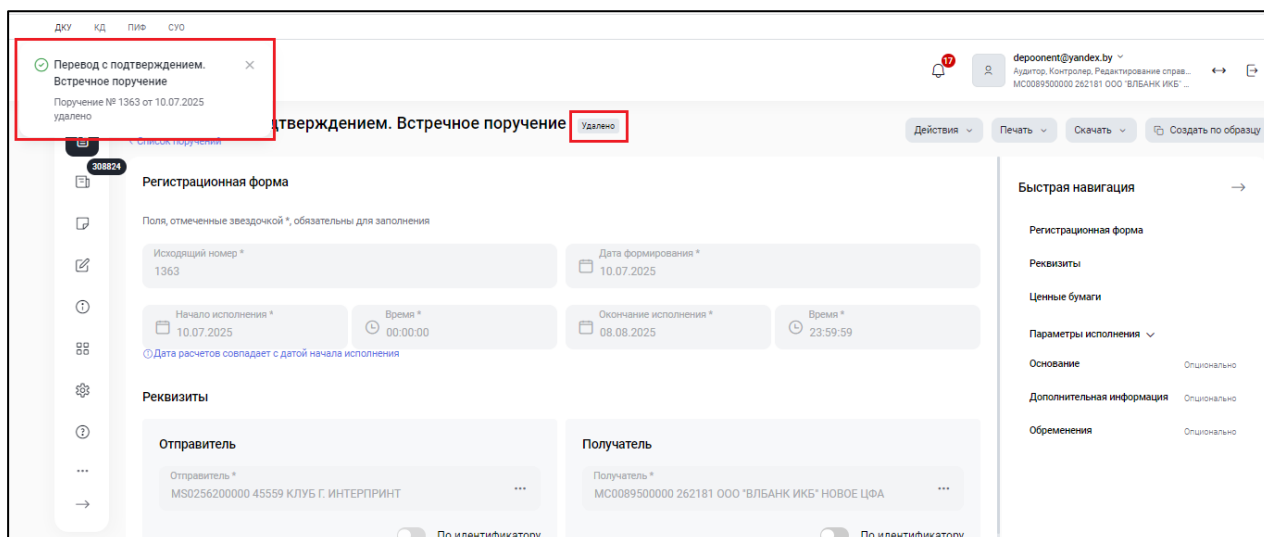 ДКУ КД ПИФ СУО
Перевод с подтверждением.
Встречное поручение
Поручение № 1363 от 10.07.2025
удалено
17
depoonent@yandex.by
Аудитор, Контролер, Редактирование справ...
MC0089500000 262181 ООО "ВЛБАНК ИКБ" ...
дтверждением. Встречное поручение Удалено
Действия Печать Скачать Создать по образцу
< Список поручений
308824
Регистрационная форма
Поля, отмеченные звездочкой *, обязательны для заполнения
Исходящий номер *
1363
Дата формирования *
10.07.2025
Начало исполнения *
10.07.2025
Время *
00:00:00
Окончание исполнения *
08.08.2025
Время *
23:59:59
Дата расчетов совпадает с датой начала исполнения
Реквизиты
Отправитель
Отправитель *
MS0256200000 45559 КЛУБ Г. ИНТЕРПРИНТ
По идентификатору
Получатель
Получатель *
MC0089500000 262181 ООО "ВЛБАНК ИКБ" НОВОЕ ЦФА
По идентификатору
Быстрая навигация
Регистрационная форма
Реквизиты
Ценные бумаги
Параметры исполнения
Основание Опционально
Дополнительная информация Опционально
Обременения Опционально